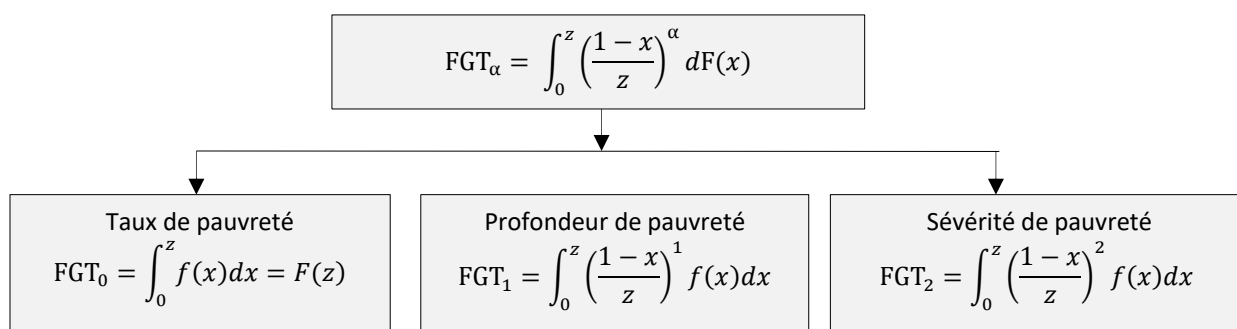 FGT_α = ∫_0^z ((1 − x)/z)^α dF(x)
Taux de pauvreté
FGT_0 = ∫_0^z f(x)dx = F(z)
Profondeur de pauvreté
FGT_1 = ∫_0^z ((1 − x)/z)^1 f(x)dx
Sévérité de pauvreté
FGT_2 = ∫_0^z ((1 − x)/z)^2 f(x)dx